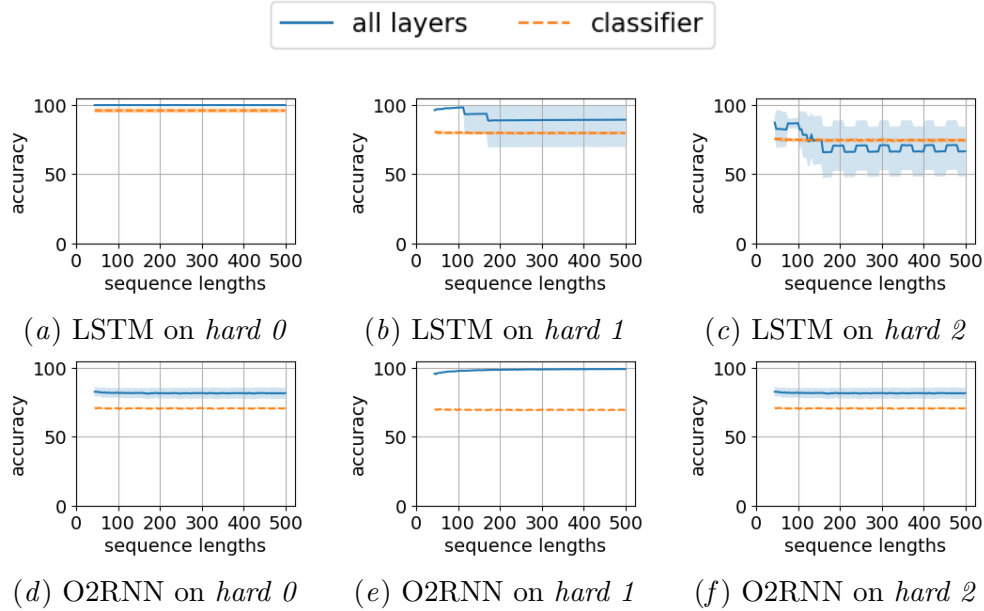 all layers classifier
100
50
0
accuracy
0 100 200 300 400 500
sequence lengths
(a) LSTM on hard 0
100
50
0
accuracy
0 100 200 300 400 500
sequence lengths
(b) LSTM on hard 1
100
50
0
accuracy
0 100 200 300 400 500
sequence lengths
(c) LSTM on hard 2
100
50
0
accuracy
0 100 200 300 400 500
sequence lengths
(d) O2RNN on hard 0
100
50
0
accuracy
0 100 200 300 400 500
sequence lengths
(e) O2RNN on hard 1
100
50
0
accuracy
0 100 200 300 400 500
sequence lengths
(f) O2RNN on hard 2